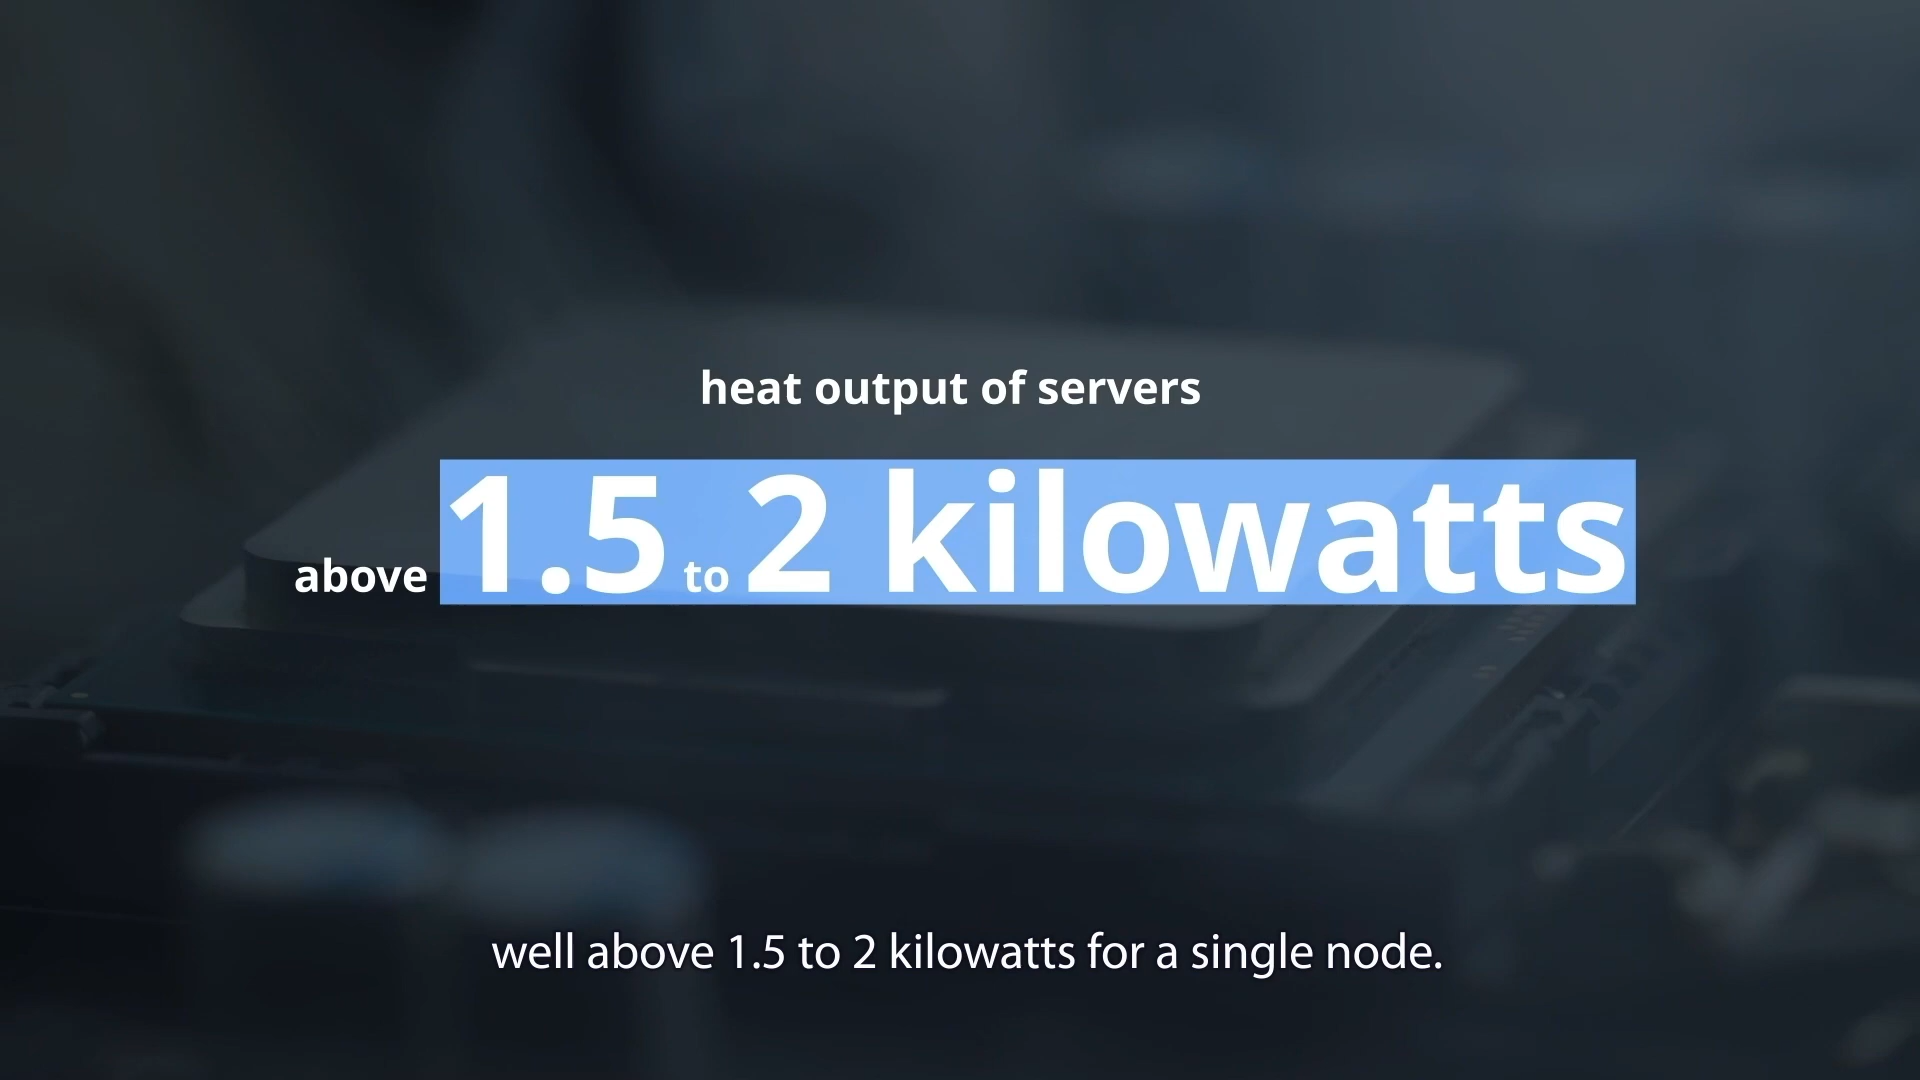 heat output of servers
above 1.5 to 2 kilowatts
well above 1.5 to 2 kilowatts for a single node.